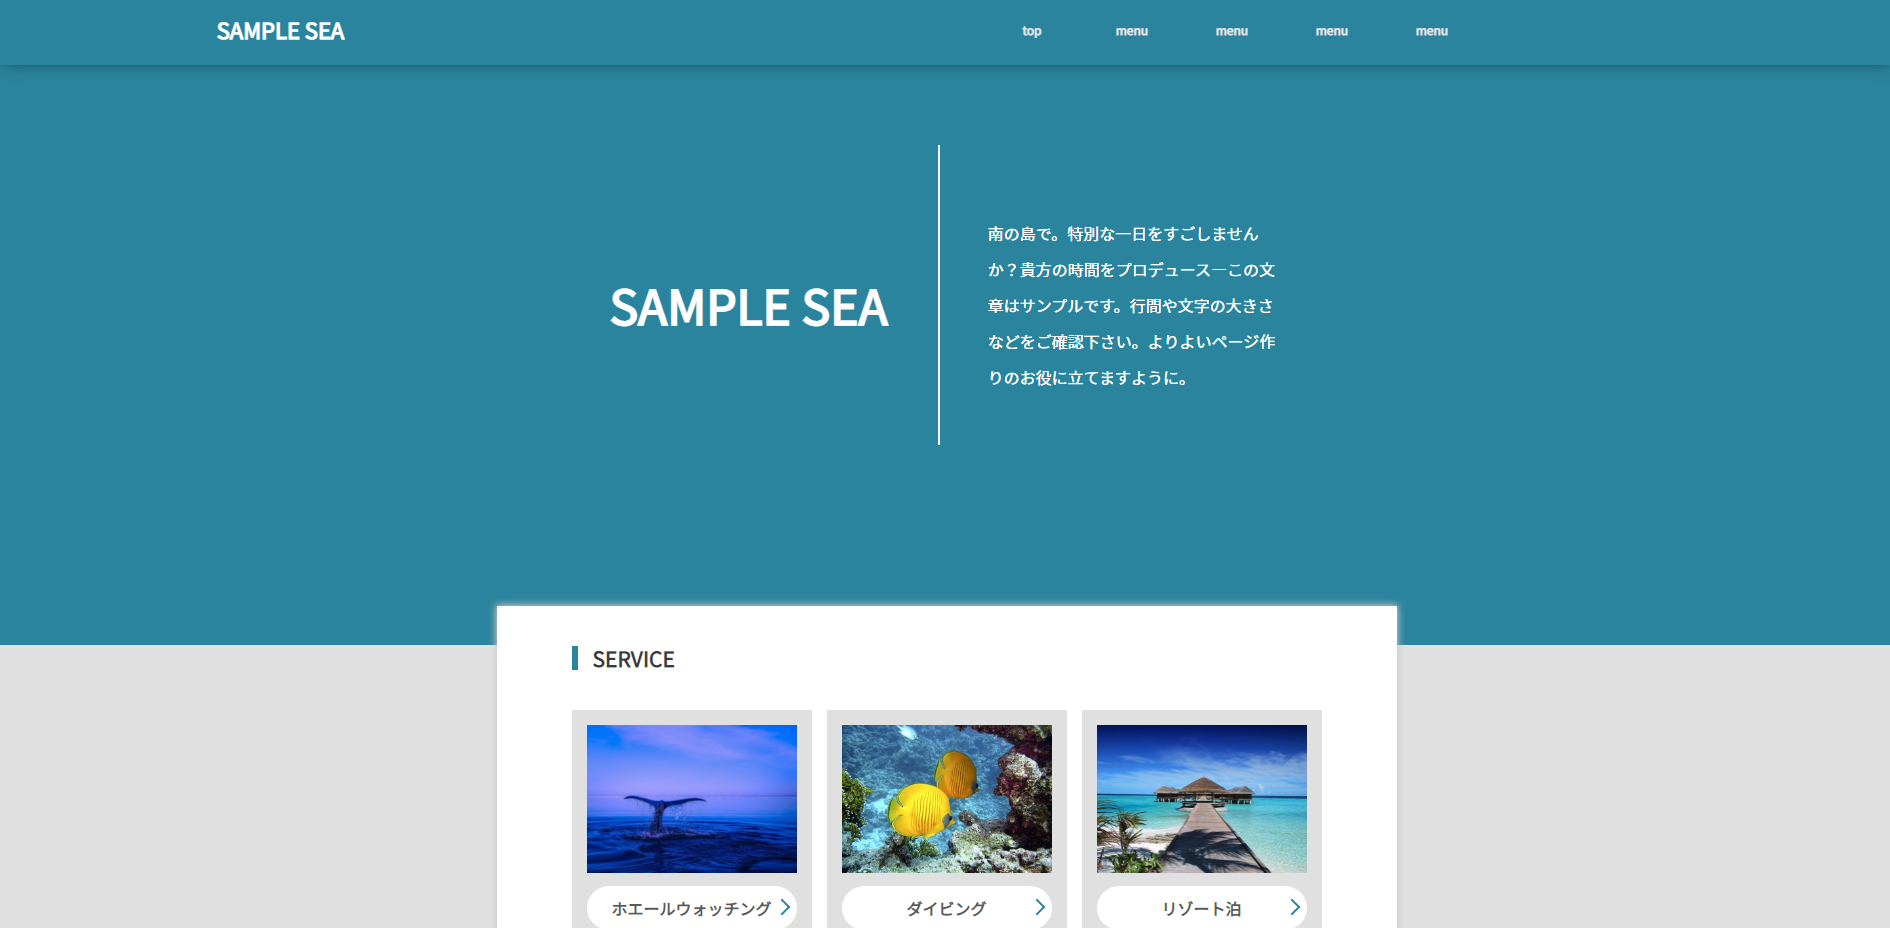 SAMPLE SEA
top
menu
menu
menu
menu
SAMPLE SEA
南の島で。特別な一日をすごしません
か？貴方の時間をプロデュース―この文
章はサンプルです。行間や文字の大きさ
などをご確認下さい。よりよいページ作
りのお役に立てますように。
SERVICE
ホエールウォッチング
ダイビング
リゾート泊